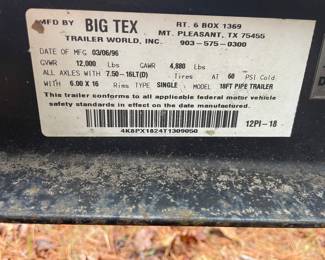 MFD BY BIG TEX RT. 6 BOX 1369
TRAILER WORLD, INC. MT. PLEASANT, TX 75455
903-575-0300
DATE OF MFG 03/06/96
GVWR 12,000 Lbs GAWR 4,880 Lbs
ALL AXLES WITH 7.50-16LT(D) Tires AT 60 PSI Cold
WITH 6.00 X 16 Rims TYPE SINGLE MODEL 18FT PIPE TRAILER
This trailer conforms to all applicable federal motor vehicle
safety standards in effect on the date of manufactured.
4K8PX1824T1309050 12PI-18